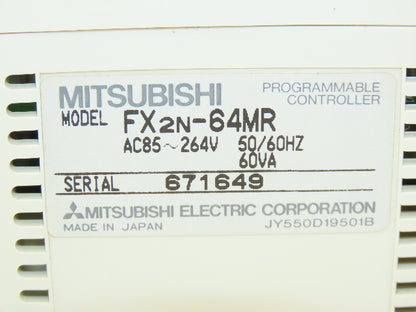 MITSUBISHI PROGRAMMABLE CONTROLLER
MODEL FX2N-64MR
AC85~264V 50/60HZ
60VA
SERIAL 671649
MITSUBISHI ELECTRIC CORPORATION
MADE IN JAPAN JY550D19501B